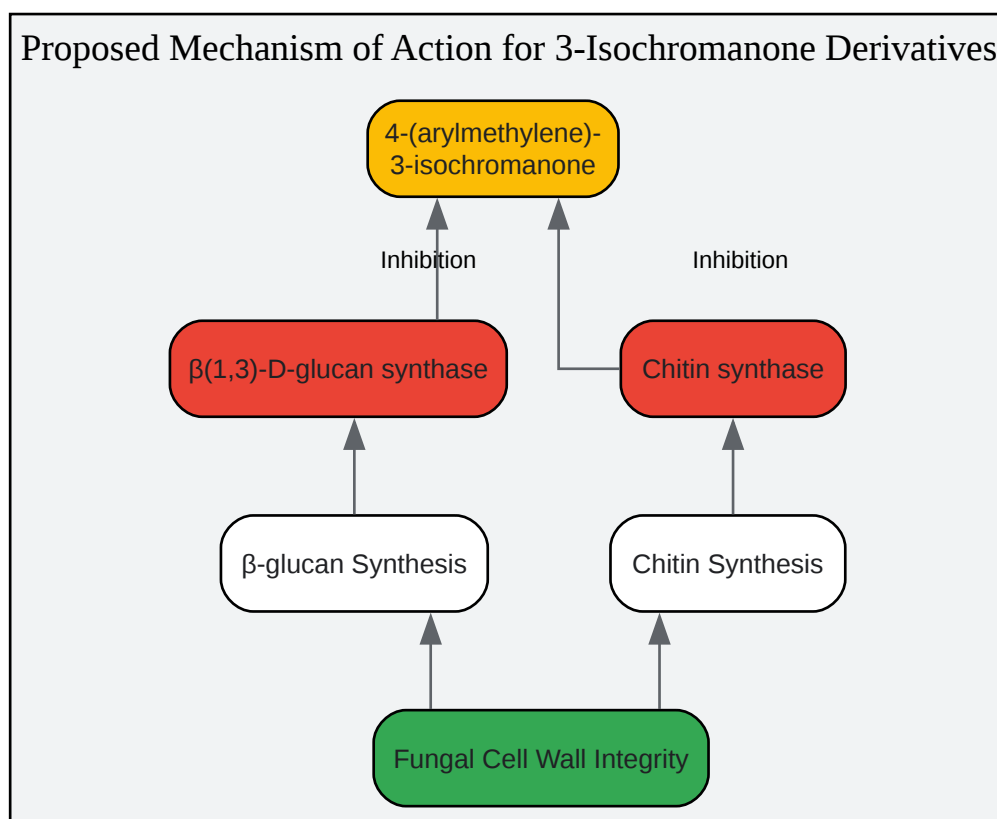 Proposed Mechanism of Action for 3-Isochromanone Derivatives
4-(arylmethylene)-
3-isochromanone
Inhibition
Inhibition
β(1,3)-D-glucan synthase
Chitin synthase
β-glucan Synthesis
Chitin Synthesis
Fungal Cell Wall Integrity